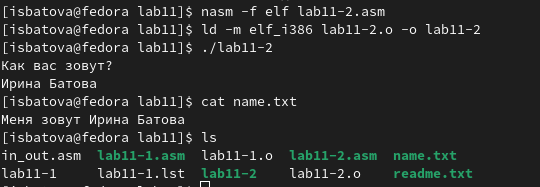 [isbatova@fedora lab11]$ nasm -f elf lab11-2.asm
[isbatova@fedora lab11]$ ld -m elf_i386 lab11-2.o -o lab11-2
[isbatova@fedora lab11]$ ./lab11-2
Как вас зовут?
Ирина Батова
[isbatova@fedora lab11]$ cat name.txt
Меня зовут Ирина Батова
[isbatova@fedora lab11]$ ls
in_out.asm lab11-1.asm lab11-1.o lab11-2.asm name.txt
lab11-1 lab11-1.lst lab11-2 lab11-2.o readme.txt